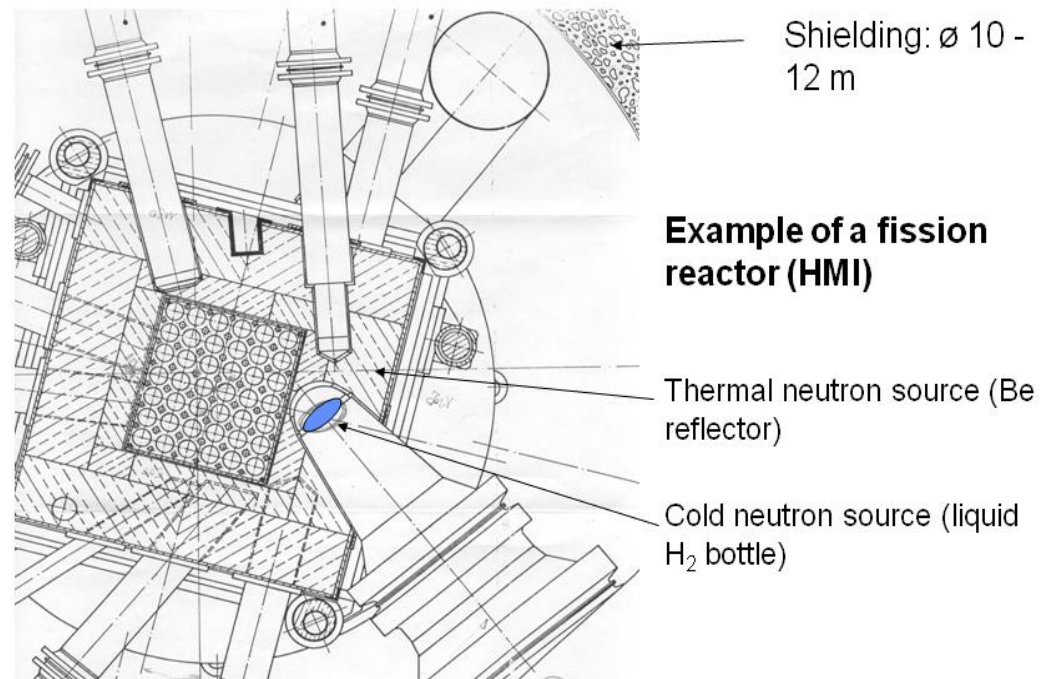 Shielding: ø 10 -
12 m
Example of a fission
reactor (HMI)
Thermal neutron source (Be
reflector)
Cold neutron source (liquid
H₂ bottle)